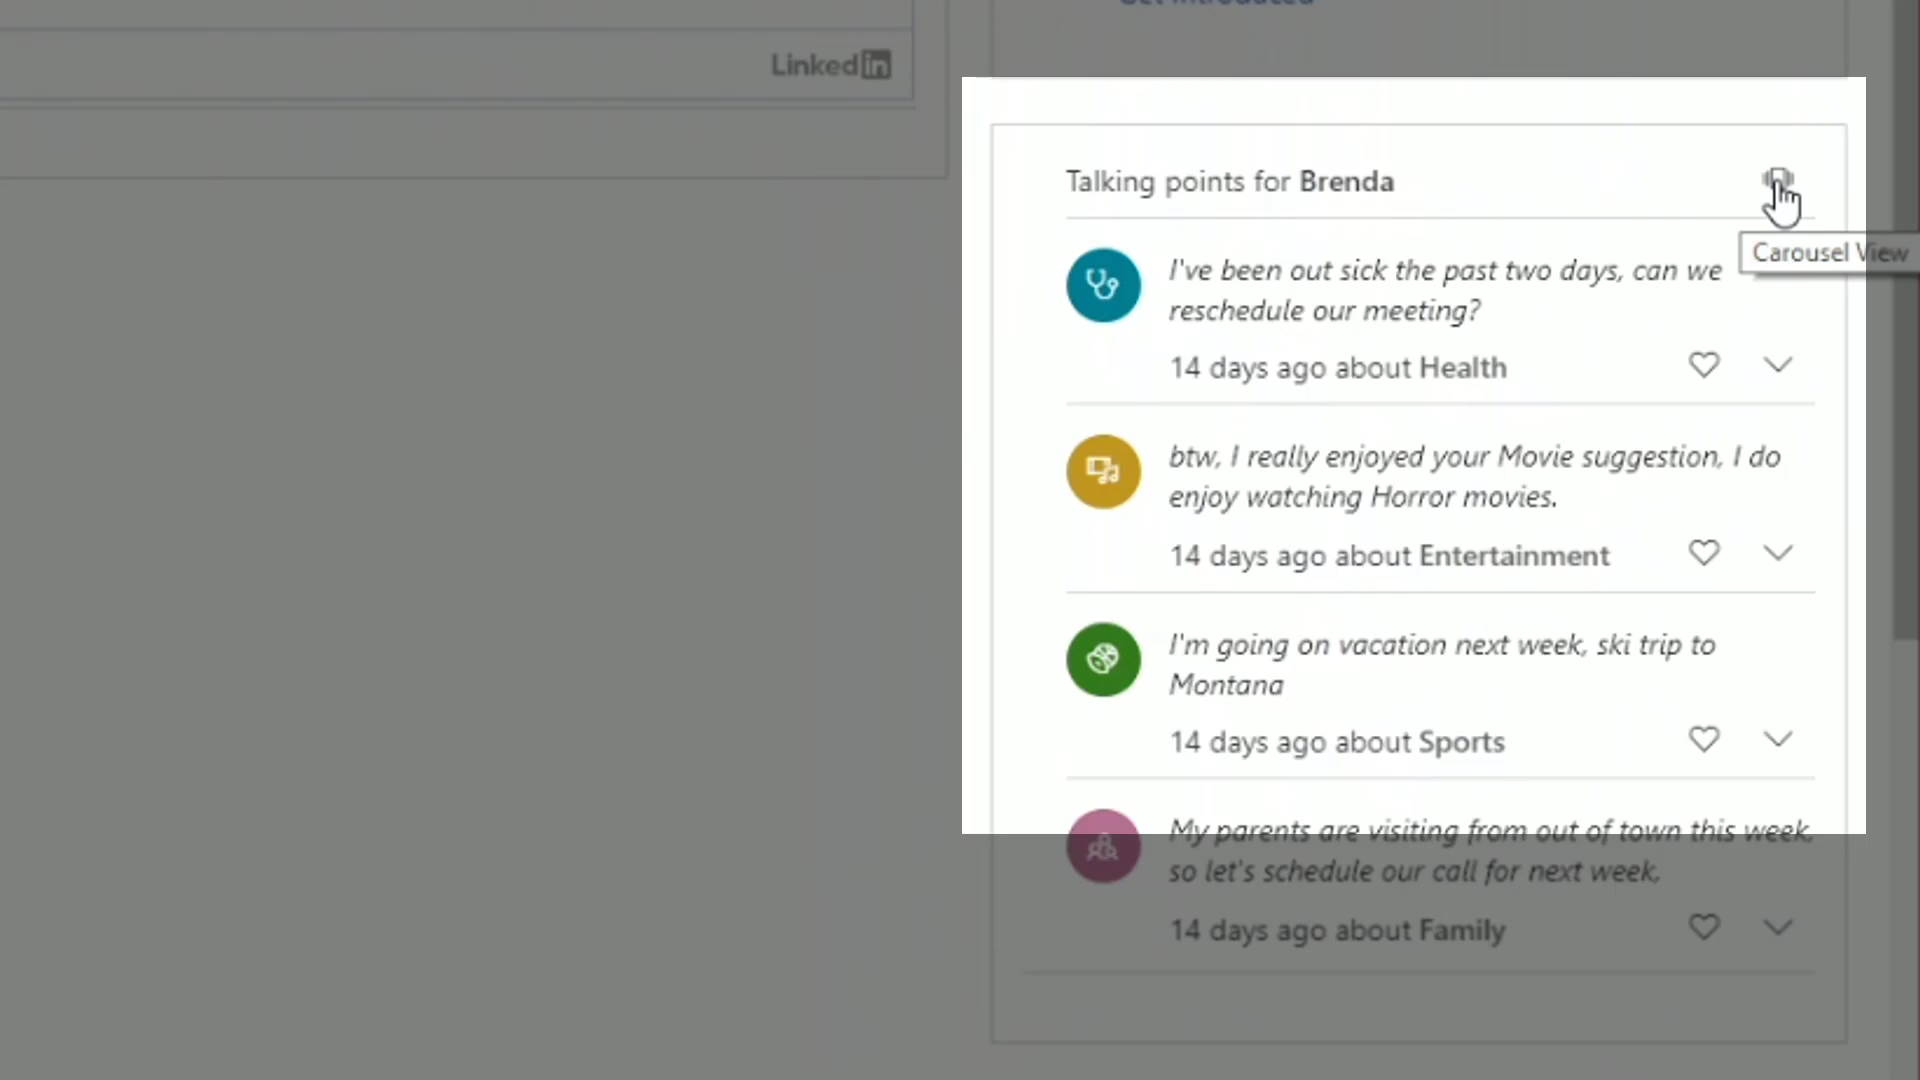 Get introduced
Linked in
Talking points for Brenda
Carousel View
I've been out sick the past two days, can we
reschedule our meeting?
14 days ago about Health
btw, I really enjoyed your Movie suggestion, I do
enjoy watching Horror movies.
14 days ago about Entertainment
I'm going on vacation next week, ski trip to
Montana
14 days ago about Sports
My parents are visiting from out of town this week,
so let's schedule our call for next week,
14 days ago about Family